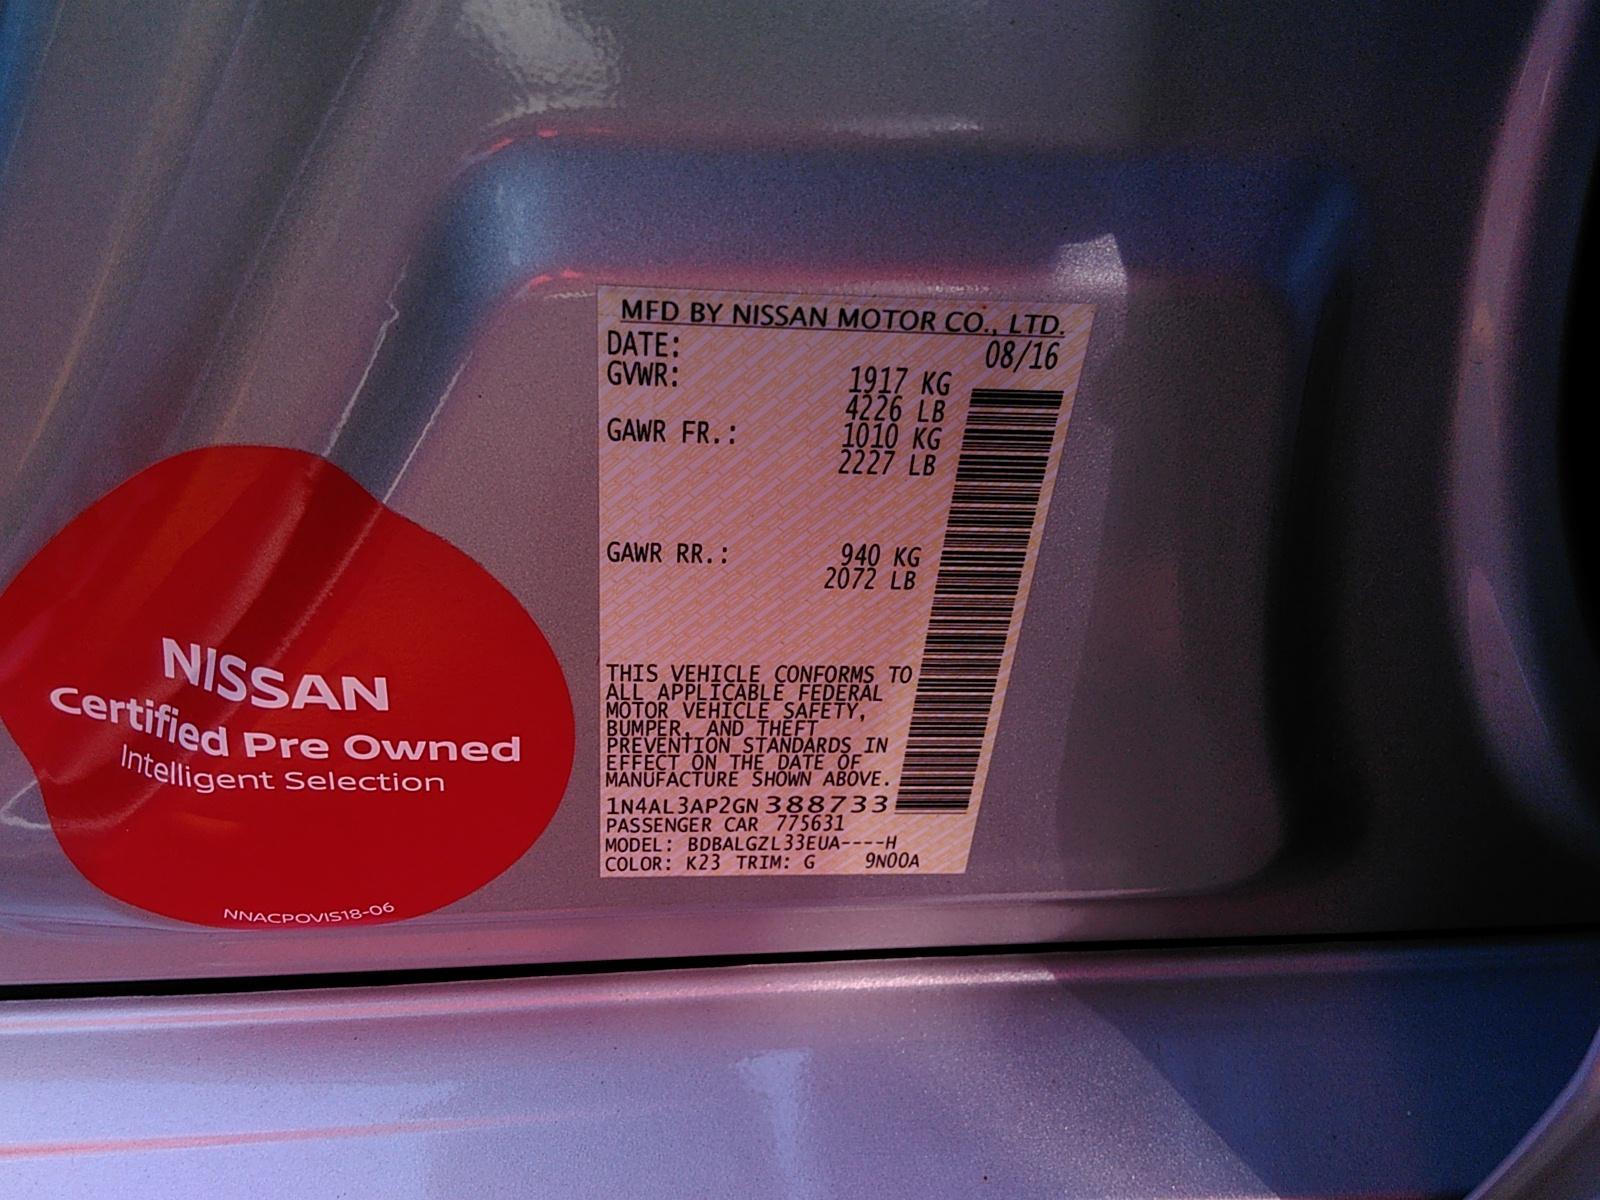 MFD BY NISSAN MOTOR CO., LTD.
DATE: 08/16
GVWR: 1917 KG
4226 LB
GAWR FR.: 1010 KG
2227 LB
GAWR RR.: 940 KG
2072 LB
THIS VEHICLE CONFORMS TO
ALL APPLICABLE FEDERAL
MOTOR VEHICLE SAFETY,
BUMPER, AND THEFT
PREVENTION STANDARDS IN
EFFECT ON THE DATE OF
MANUFACTURE SHOWN ABOVE.
1N4AL3AP2GN388733
PASSENGER CAR 775631
MODEL: BDBALGZL33EUA----H
COLOR: K23 TRIM: G 9N00A
NISSAN
Certified Pre Owned
Intelligent Selection
NNACPOVIS18-06